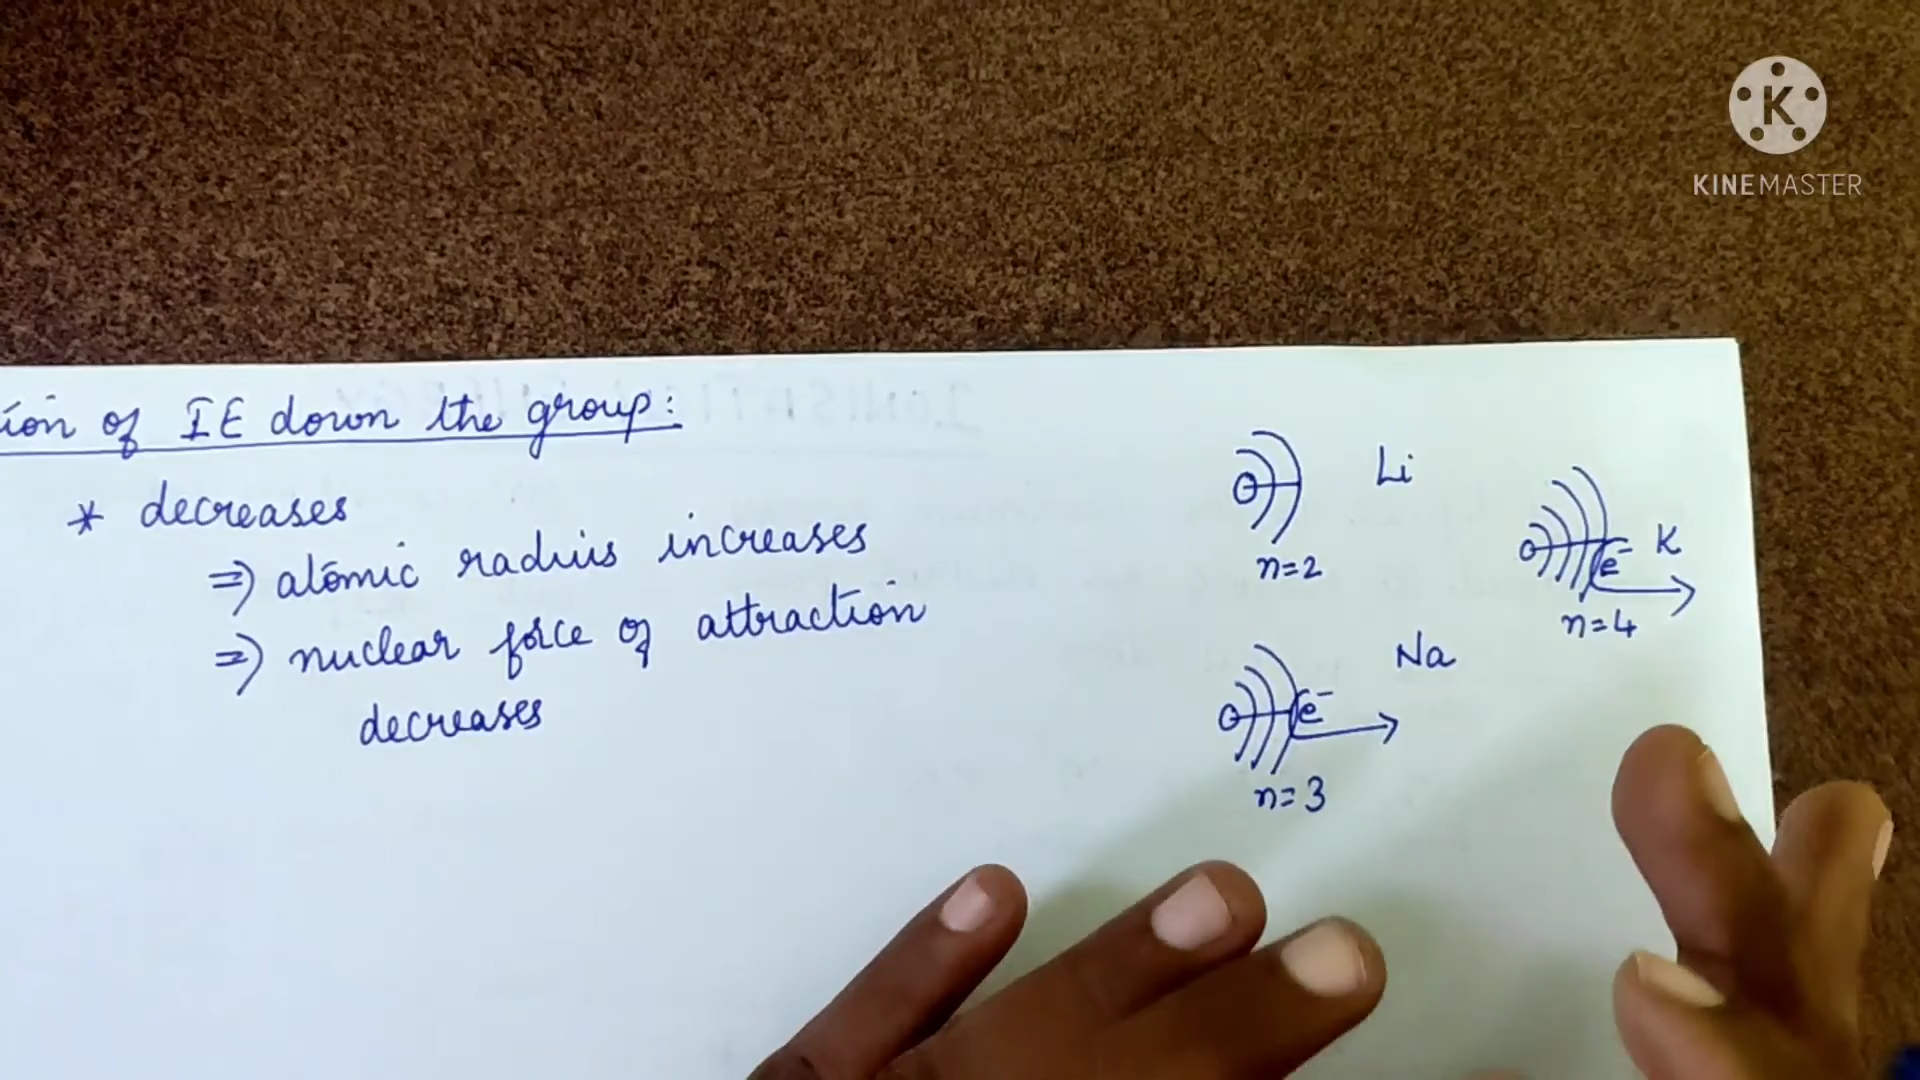 K
KINEMASTER
ion of IE down the group:
* decreases
⇒ atomic radius increases
⇒ nuclear force of attraction
decreases
Li
n=2
e⁻ K
n=4
Na
e⁻
n=3